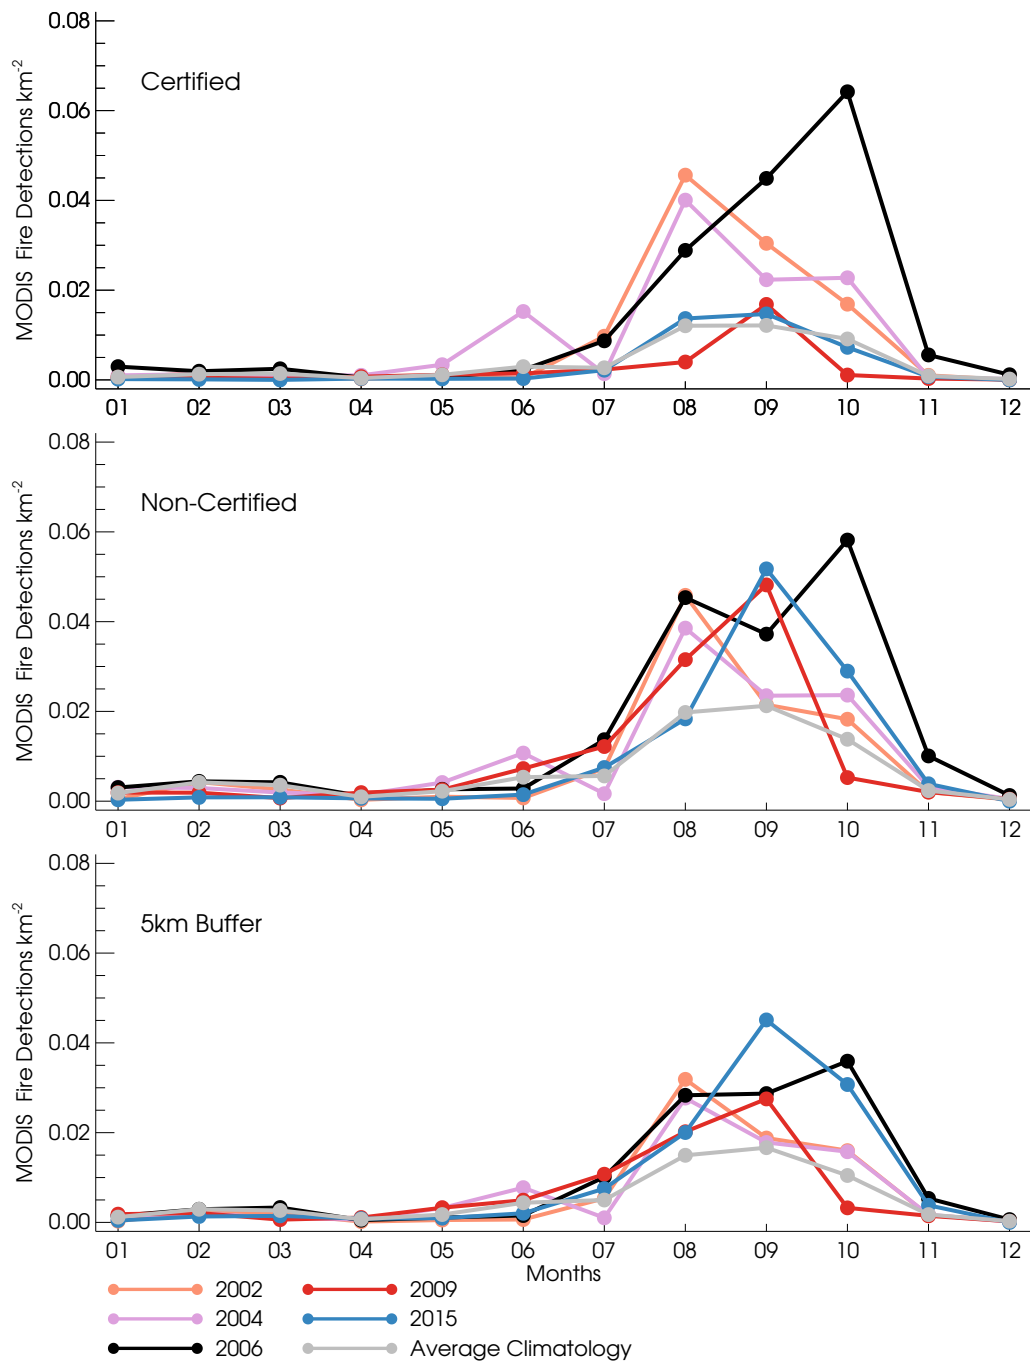 0.08
Certified
0.06
0.04
0.02
0.00
MODIS Fire Detections km-2
01 02 03 04 05 06 07 08 09 10 11 12
0.08
Non-Certified
0.06
0.04
0.02
0.00
MODIS Fire Detections km-2
01 02 03 04 05 06 07 08 09 10 11 12
0.08
5km Buffer
0.06
0.04
0.02
0.00
MODIS Fire Detections km-2
01 02 03 04 05 06 07 08 09 10 11 12
Months
2002 2009
2004 2015
2006 Average Climatology